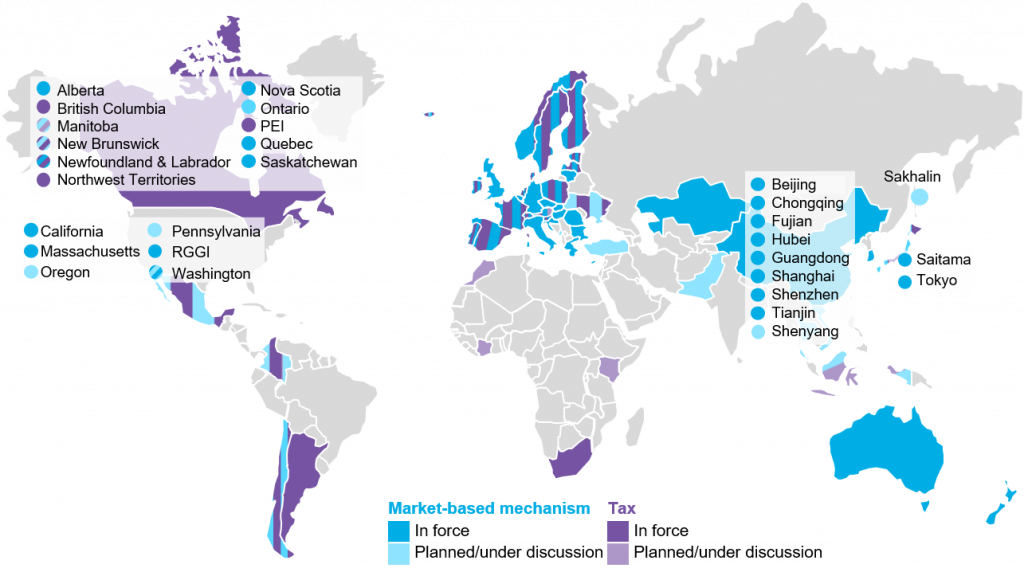 Alberta
British Columbia
Manitoba
New Brunswick
Newfoundland & Labrador
Northwest Territories
Nova Scotia
Ontario
PEI
Quebec
Saskatchewan
California
Massachusetts
Oregon
Pennsylvania
RGGI
Washington
Beijing
Chongqing
Fujian
Hubei
Guangdong
Shanghai
Shenzhen
Tianjin
Shenyang
Sakhalin
Saitama
Tokyo
Market-based mechanism
In force
Planned/under discussion
Tax
In force
Planned/under discussion